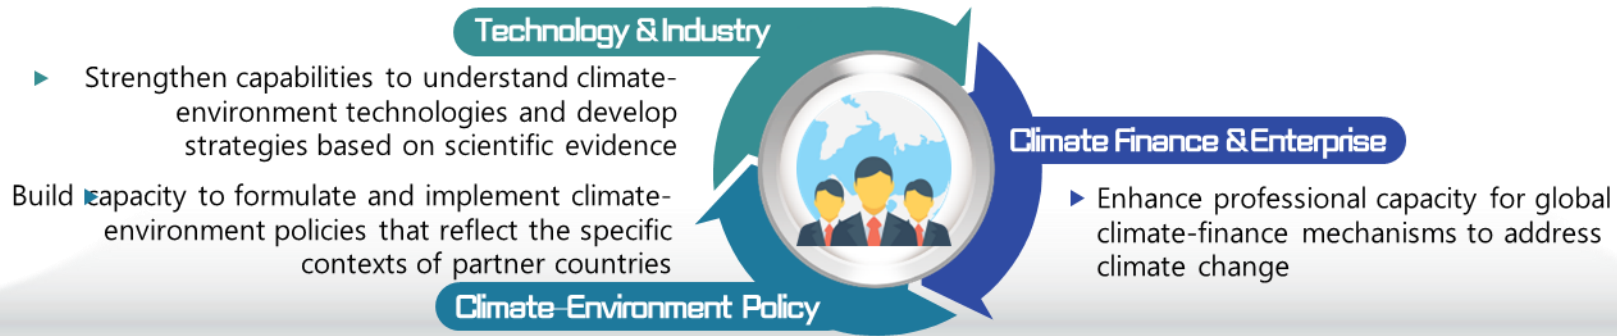 Technology & Industry
Strengthen capabilities to understand climate-
environment technologies and develop
strategies based on scientific evidence
Build capacity to formulate and implement climate-
environment policies that reflect the specific
contexts of partner countries
Climate-Environment Policy
Climate Finance & Enterprise
Enhance professional capacity for global
climate-finance mechanisms to address
climate change